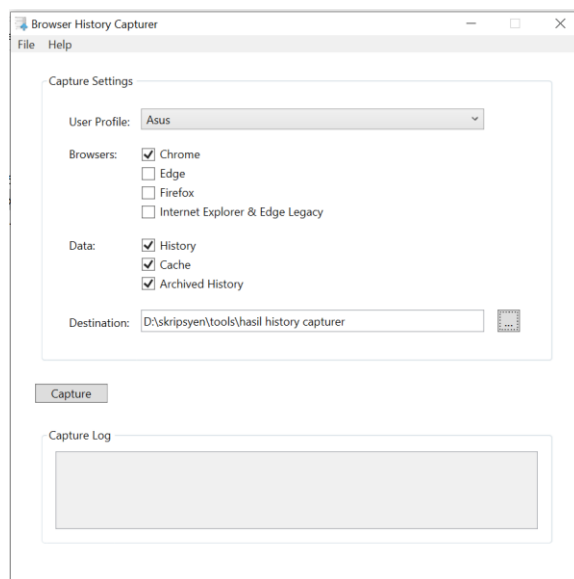 Browser History Capturer
File Help
Capture Settings
User Profile: Asus
Browsers: Chrome
Edge
Firefox
Internet Explorer & Edge Legacy
Data: History
Cache
Archived History
Destination: D:\skripsyen\tools\hasil history capturer ...
Capture
Capture Log